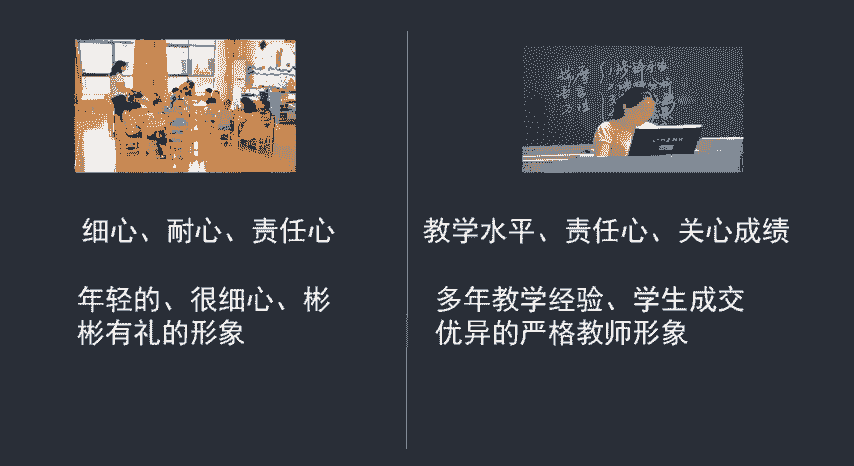 细心、耐心、责任心
年轻的、很细心、彬
彬有礼的形象
教学水平、责任心、关心成绩
多年教学经验、学生成交
优异的严格教师形象